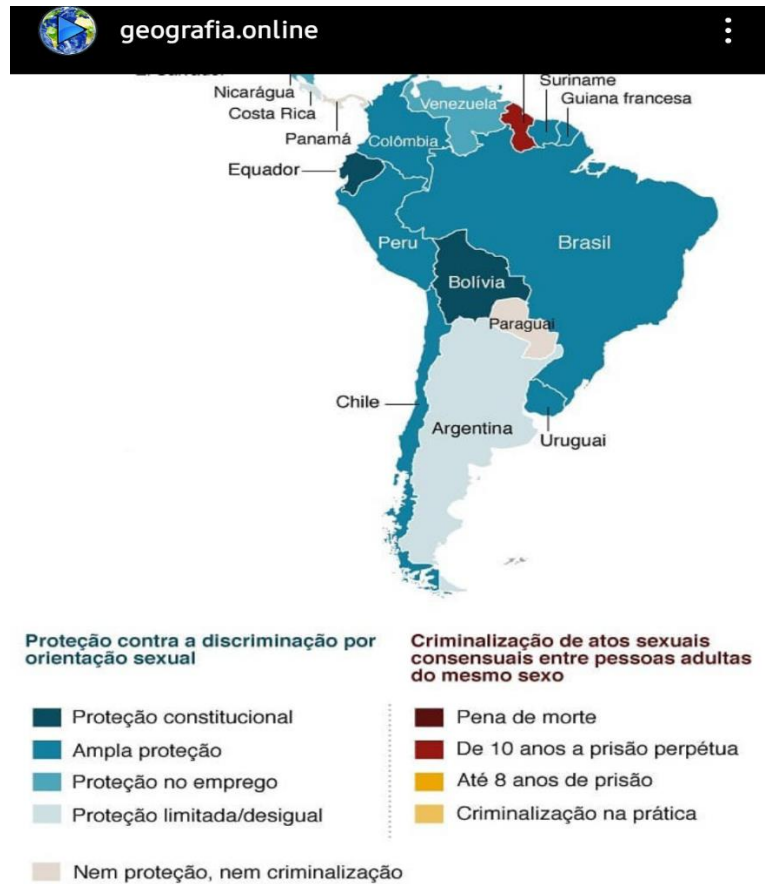 geografia.online
Suriname
Nicarágua
Guiana francesa
Venezuela
Costa Rica
Panamá
Colômbia
Equador
Peru
Brasil
Bolívia
Paraguai
Chile
Argentina
Uruguai
Proteção contra a discriminação por
orientação sexual
Proteção constitucional
Ampla proteção
Proteção no emprego
Proteção limitada/desigual
Nem proteção, nem criminalização
Criminalização de atos sexuais
consensuais entre pessoas adultas
do mesmo sexo
Pena de morte
De 10 anos a prisão perpétua
Até 8 anos de prisão
Criminalização na prática